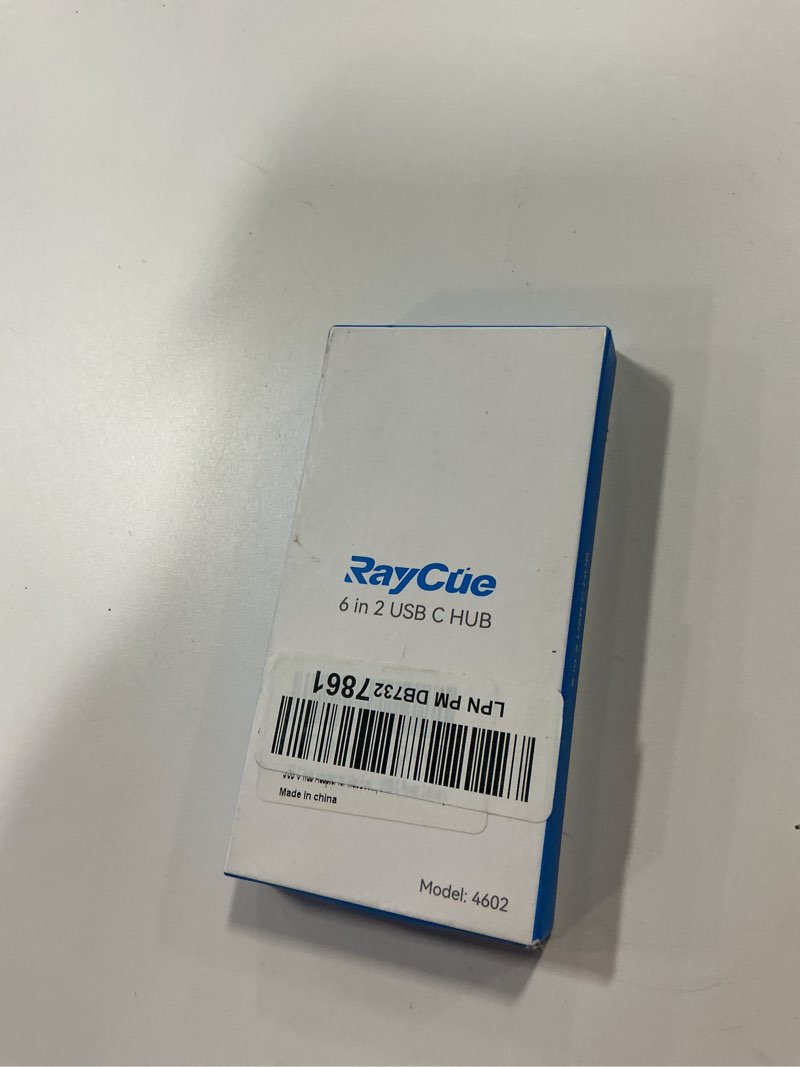 RayCue
6 in 2 USB C HUB
LPN PM DB7327861
Made in china
Model: 4602